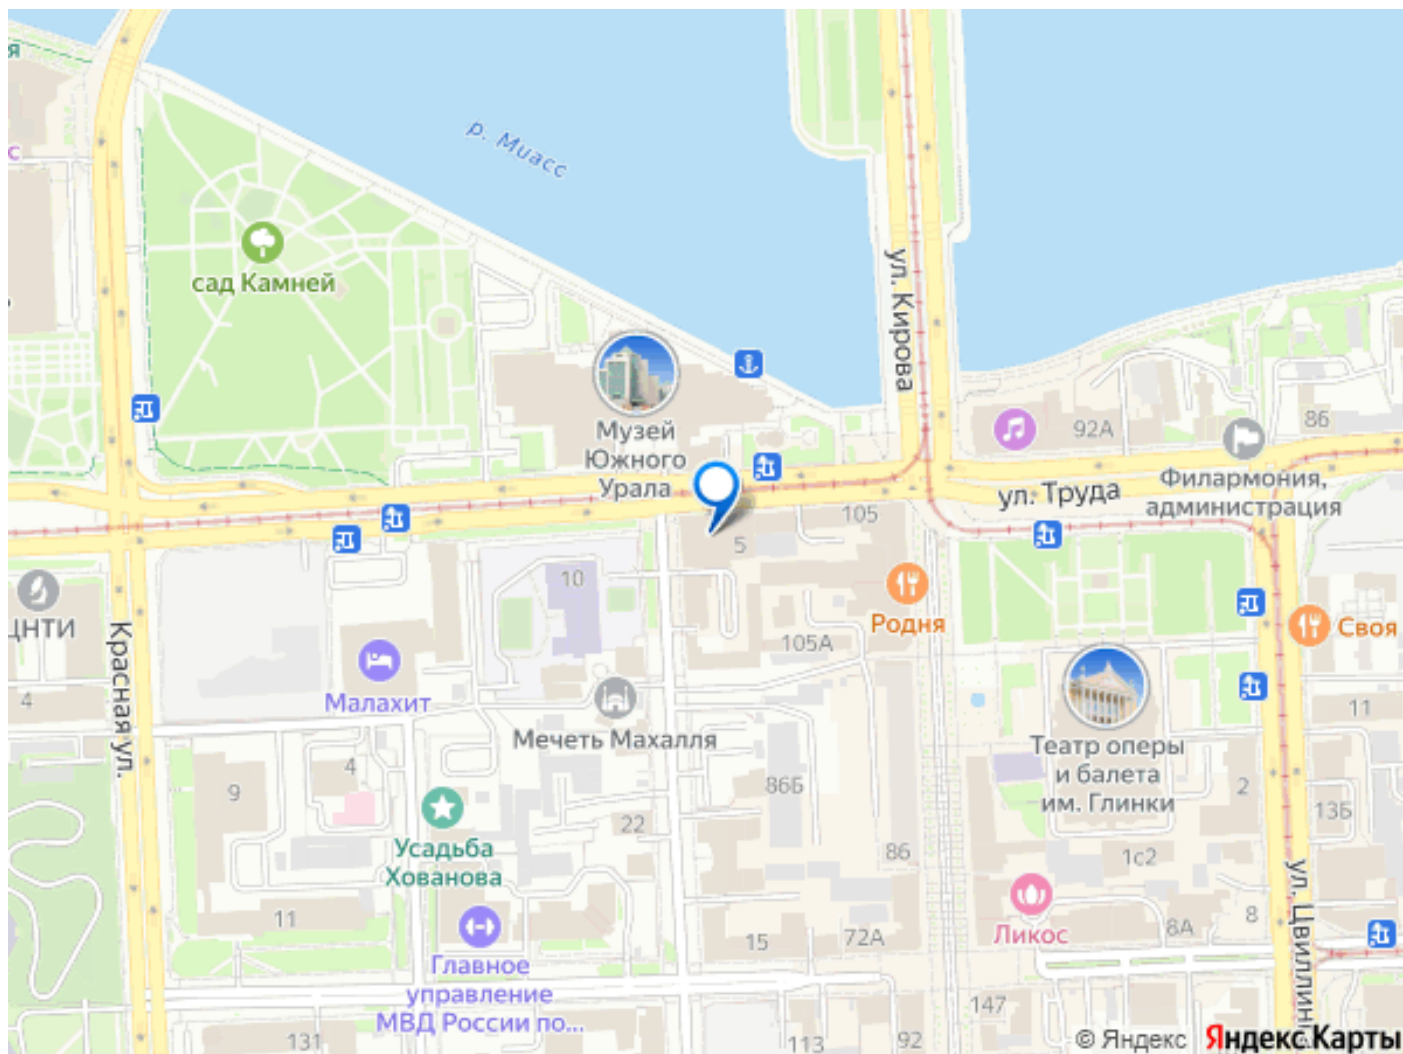 я
р. Миасс
с
сад Камней
ул. Кирова
Музей
Южного
Урала
92А
86
Филармония,
администрация
ул. Труда
105
5
10
Родня
105А
ЦНТИ
4
Красная ул.
Малахит
Мечеть Махалля
Своя
11
Театр оперы
и балета
им. Глинки
2
13Б
9
4
86Б
22
Усадьба
Хованова
86
1с2
ул. Цвиллинг
11
Ликос
8А
8
15
72А
Главное
управление
МВД России по...
131
113
92
147
© Яндекс Яндекс Карты